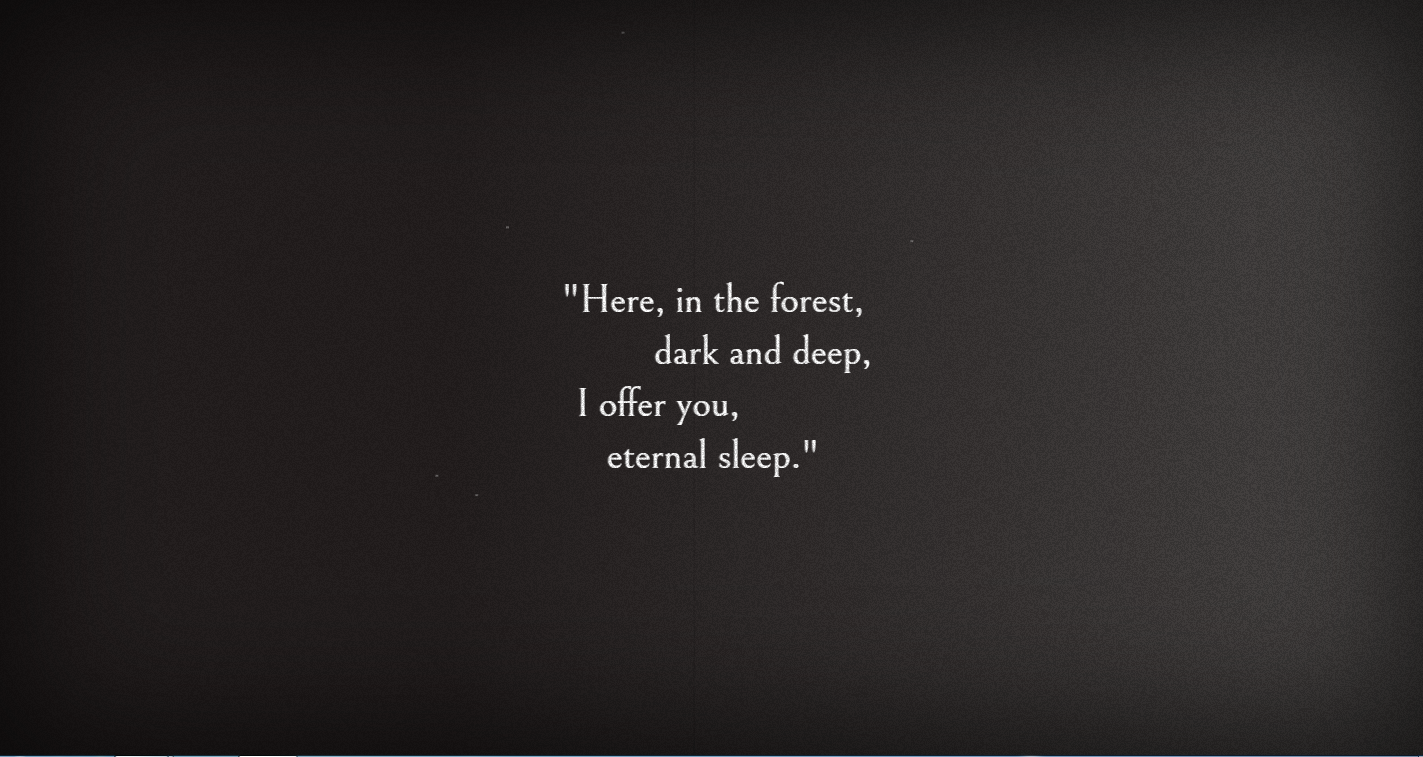 "Here, in the forest,
dark and deep,
I offer you,
eternal sleep."